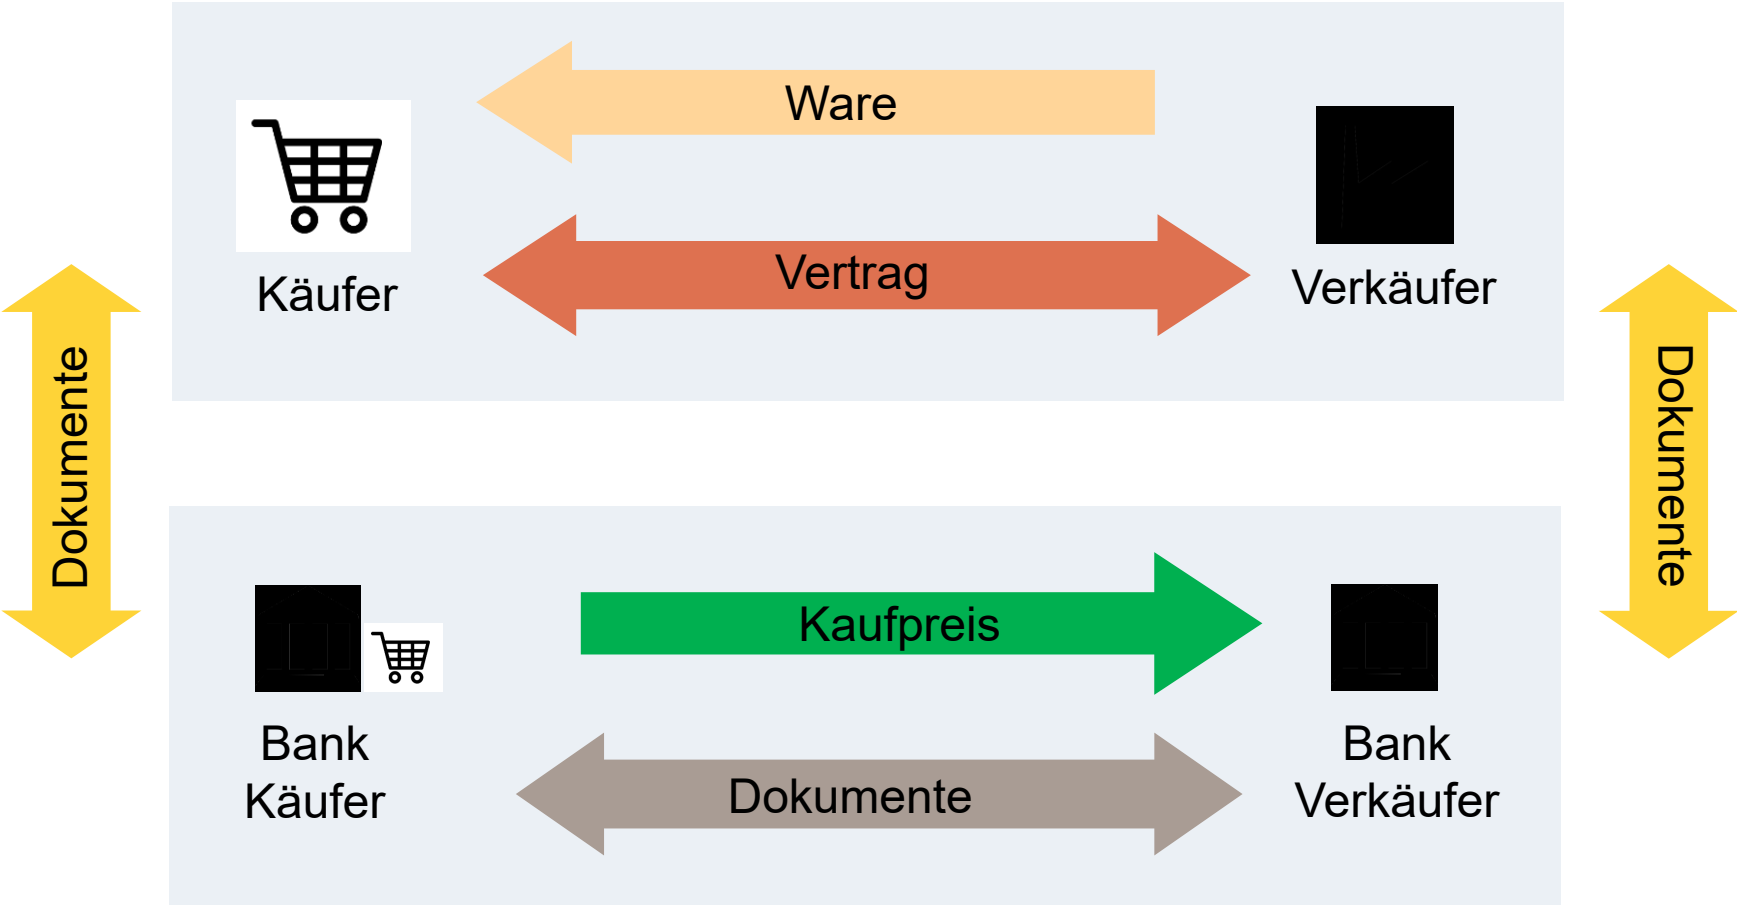 Ware
Vertrag
Käufer
Verkäufer
Dokumente
Dokumente
Kaufpreis
Bank
Käufer
Dokumente
Bank
Verkäufer